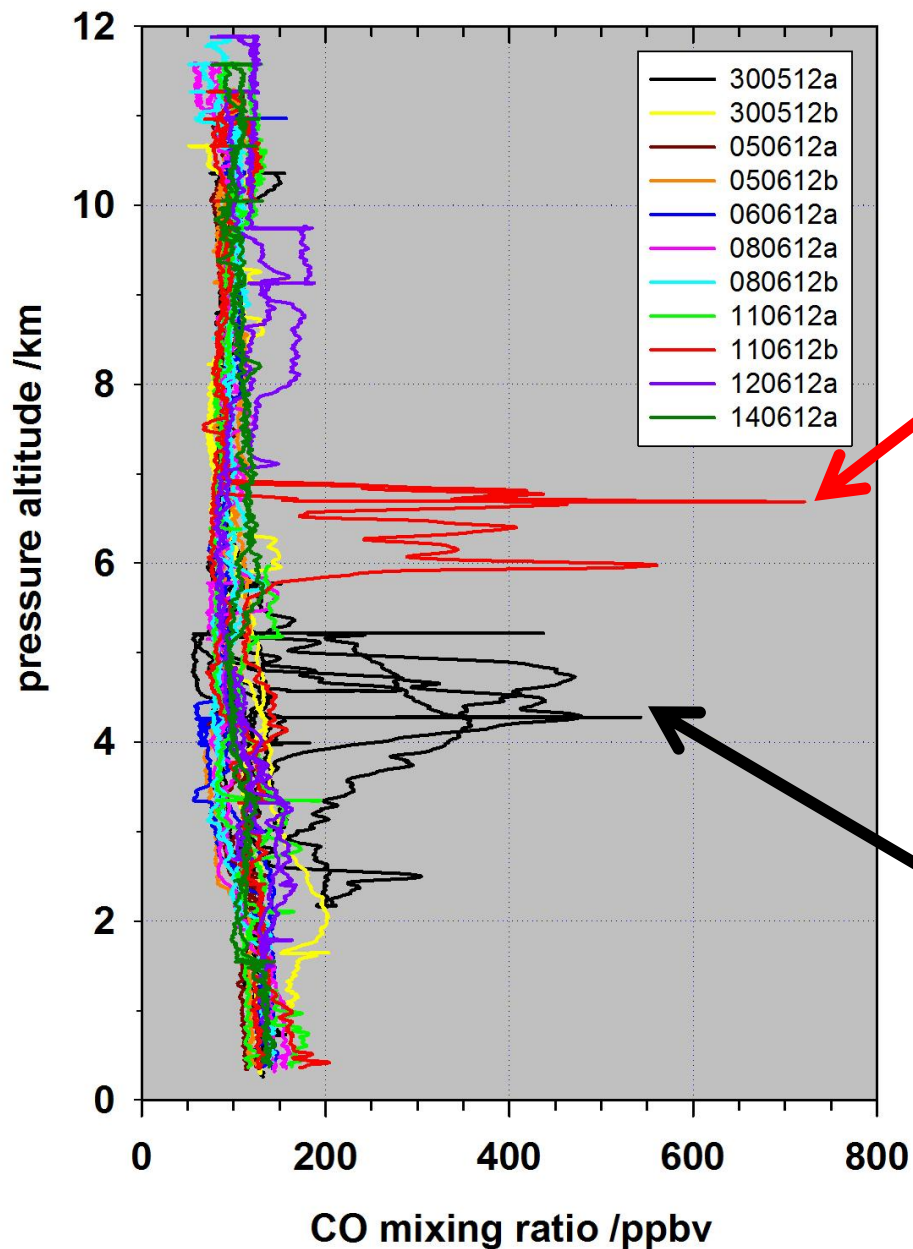 12
10
8
6
4
2
0
pressure altitude /km
300512a
300512b
050612a
050612b
060612a
080612a
080612b
110612a
110612b
120612a
140612a
0 200 400 600 800
CO mixing ratio /ppbv